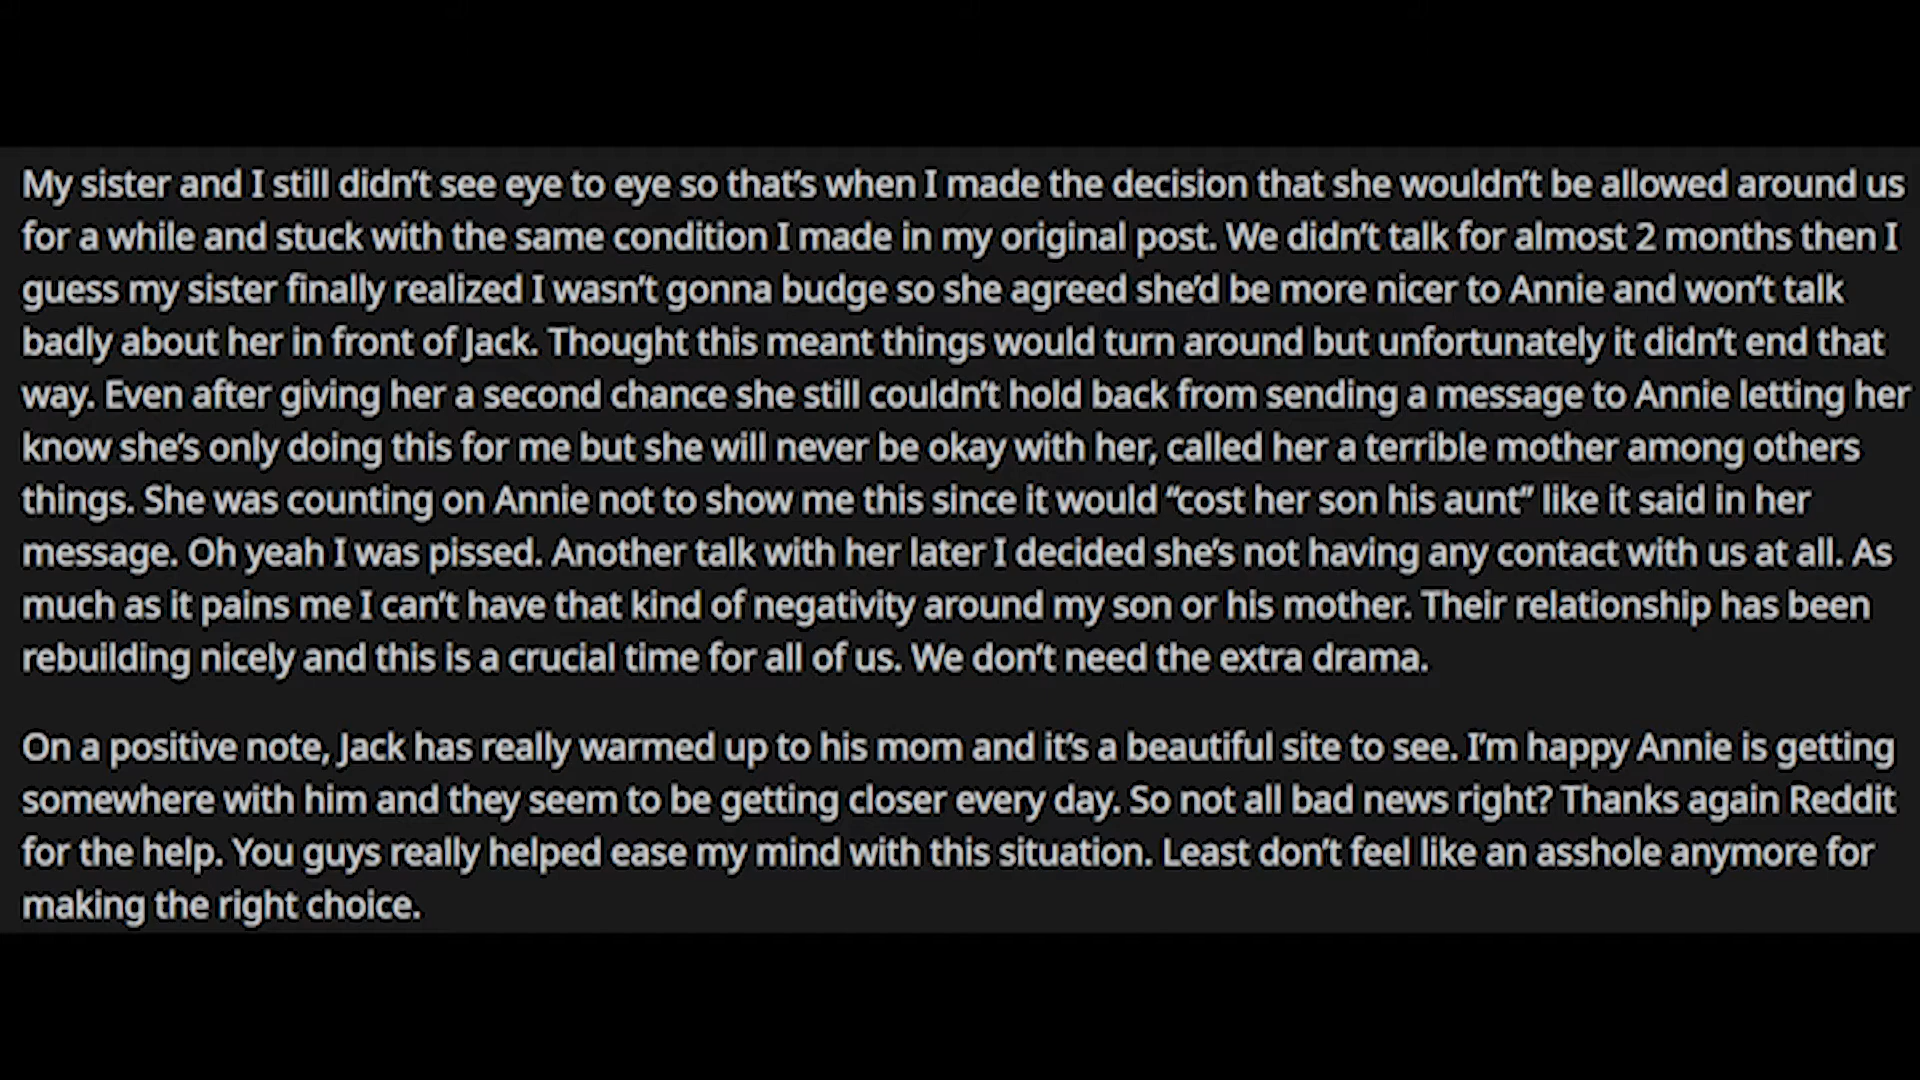 My sister and I still didn’t see eye to eye so that’s when I made the decision that she wouldn’t be allowed around us
for a while and stuck with the same condition I made in my original post. We didn’t talk for almost 2 months then I
guess my sister finally realized I wasn’t gonna budge so she agreed she’d be more nicer to Annie and won’t talk
badly about her in front of Jack. Thought this meant things would turn around but unfortunately it didn’t end that
way. Even after giving her a second chance she still couldn’t hold back from sending a message to Annie letting her
know she’s only doing this for me but she will never be okay with her, called her a terrible mother among others
things. She was counting on Annie not to show me this since it would “cost her son his aunt” like it said in her
message. Oh yeah I was pissed. Another talk with her later I decided she’s not having any contact with us at all. As
much as it pains me I can’t have that kind of negativity around my son or his mother. Their relationship has been
rebuilding nicely and this is a crucial time for all of us. We don’t need the extra drama.
On a positive note, Jack has really warmed up to his mom and it’s a beautiful site to see. I’m happy Annie is getting
somewhere with him and they seem to be getting closer every day. So not all bad news right? Thanks again Reddit
for the help. You guys really helped ease my mind with this situation. Least don’t feel like an asshole anymore for
making the right choice.